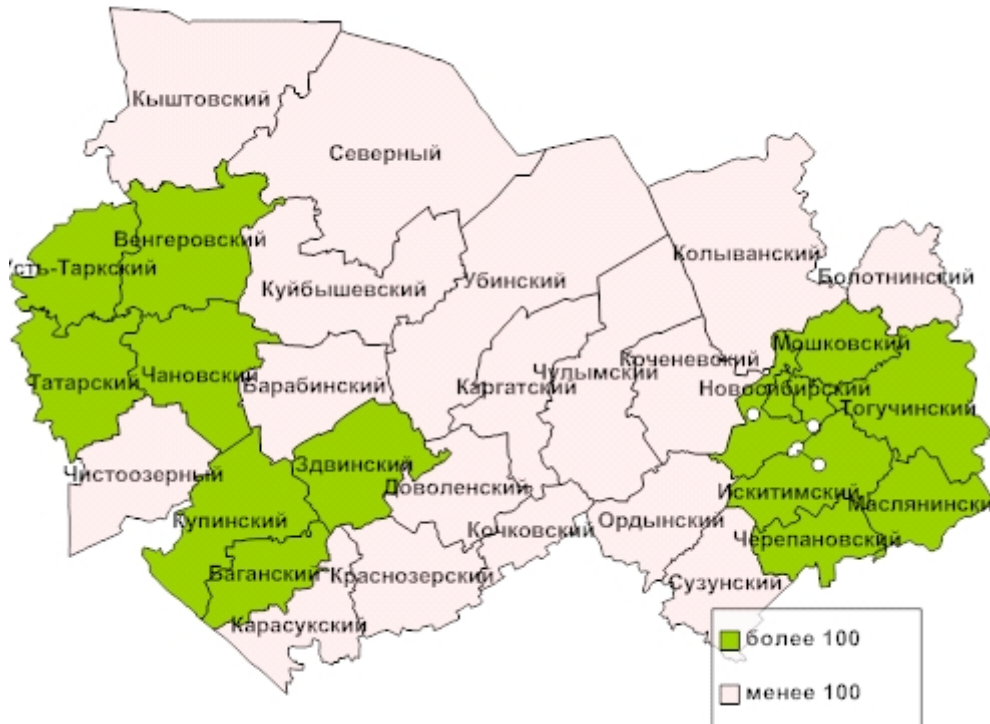 Кыштовский
Северный
Венгеровский
Колыванский
сть-Таркский
Болотнинский
Куйбышевский
Убинский
Мошковский
Коченевский
Чулымский
Татарский
Чановский
Барабинский
Каргатский
Новосибирский
Тогучинский
Чистоозерный
Здвинский
Доволенский
Искитимский
Маслянинск
Купинский
Кочковский
Ордынский
Черепановский
Баганский
Краснозерский
Сузунский
Карасукский
более 100
менее 100